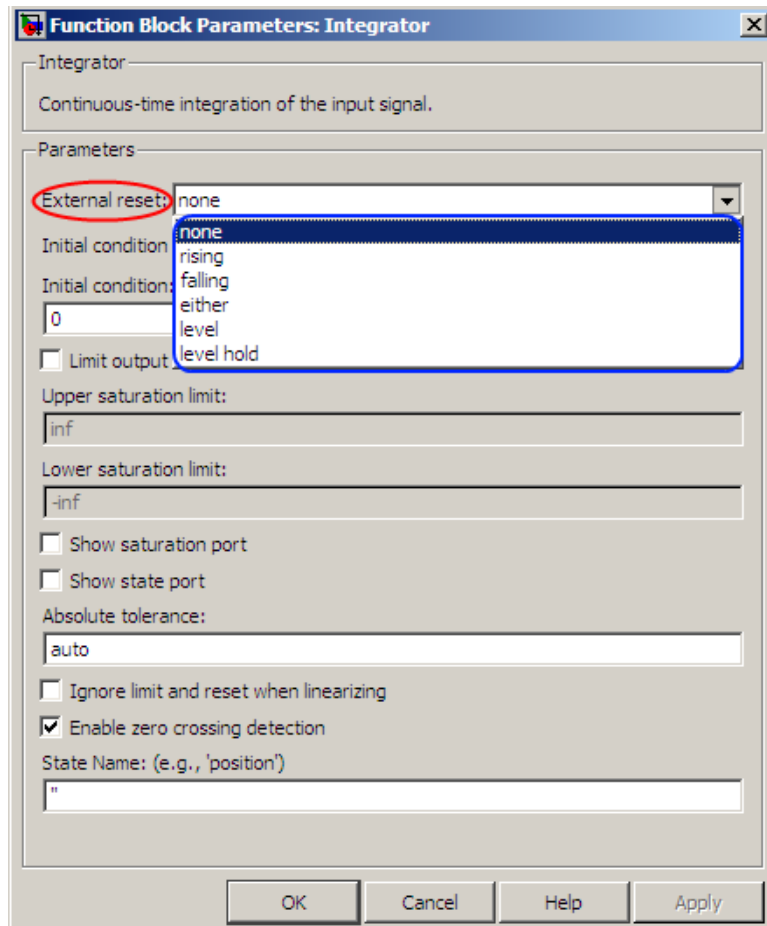 Function Block Parameters: Integrator
Integrator
Continuous-time integration of the input signal.
Parameters
External reset: none
none
rising
falling
either
level
level hold
Initial condition
Initial condition:
0
Limit output
Upper saturation limit:
inf
Lower saturation limit:
-inf
Show saturation port
Show state port
Absolute tolerance:
auto
Ignore limit and reset when linearizing
Enable zero crossing detection
State Name: (e.g., 'position')
''
OK Cancel Help Apply